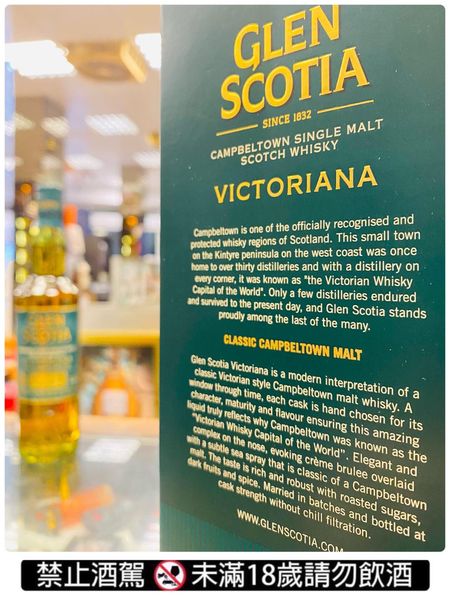 GLEN
SCOTIA
SINCE 1832
CAMPBELTOWN SINGLE MALT
SCOTCH WHISKY
VICTORIANA
Campbeltown is one of the officially recognised and
protected whisky regions of Scotland. This small town
on the Kintyre peninsula on the west coast was once
home to over thirty distilleries and with a distillery on
every corner, it was known as "the Victorian Whisky
Capital of the World". Only a few distilleries endured
and survived to the present day, and Glen Scotia stands
proudly among the last of the many.
CLASSIC CAMPBELTOWN MALT
Glen Scotia Victoriana is a modern interpretation of a
classic Victorian style Campbeltown malt whisky. A
window through time, each cask is hand chosen for its
character, maturity and flavour ensuring this amazing
liquid truly reflects why Campbeltown was known as the
"Victorian Whisky Capital of the World". Elegant and
complex on the nose, evoking crème brulee overlaid
with a subtle sea spray that is classic of a Campbeltown
malt. The taste is rich and robust with roasted sugars,
dark fruits and spice. Married in batches and bottled at
cask strength without chill filtration.
WWW.GLENSCOTIA.COM
GLEN
SCOTIA
禁止酒駕 未滿18歲請勿飲酒